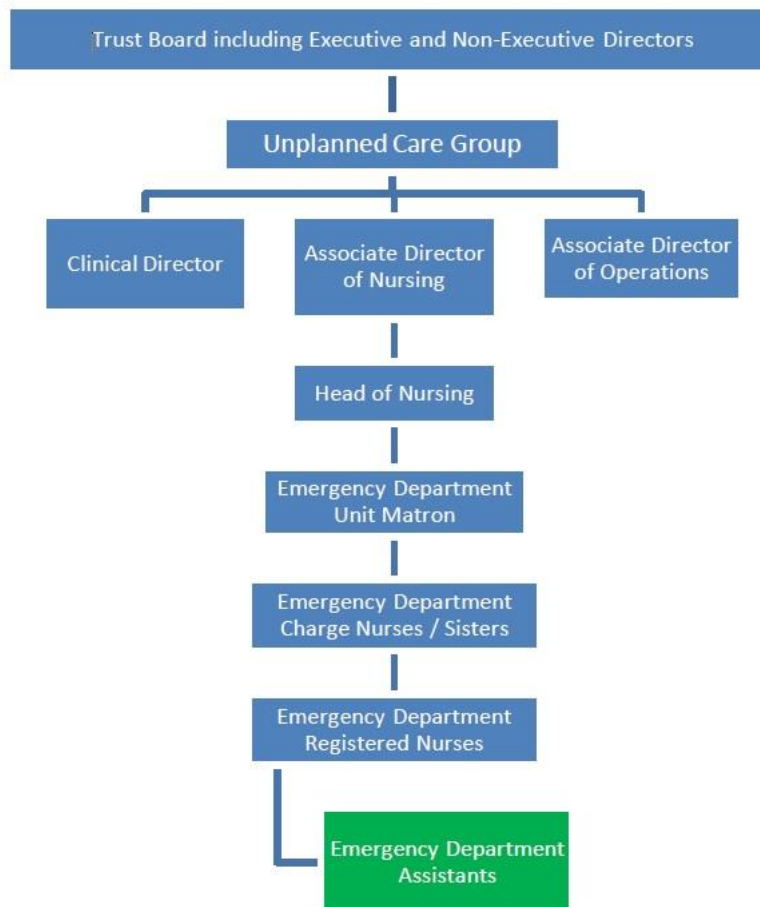 Trust Board including Executive and Non-Executive Directors
Unplanned Care Group
Clinical Director
Associate Director
of Nursing
Associate Director
of Operations
Head of Nursing
Emergency Department
Unit Matron
Emergency Department
Charge Nurses / Sisters
Emergency Department
Registered Nurses
Emergency Department
Assistants